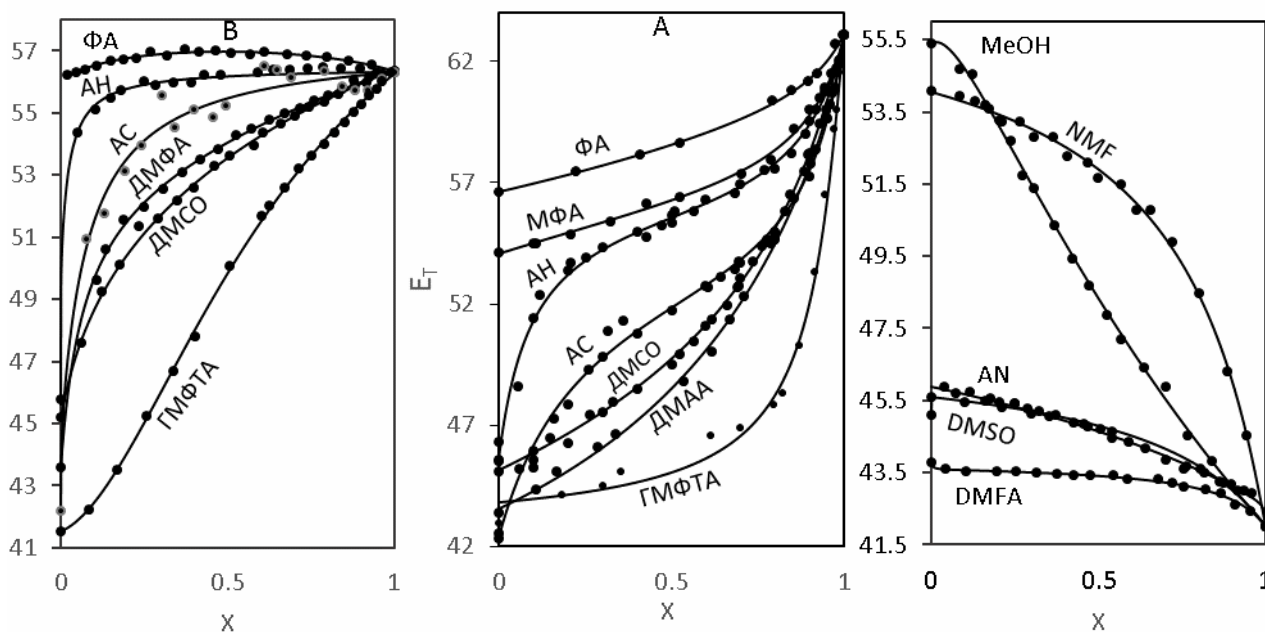 B
57
ФА
АН
55
АС
ДМФА
53
ДМСО
51
49
47
45
ГМФТА
43
41
0
0.5
1
X
A
62
ФА
57
МФА
АН
E_T
52
АС
ДМСО
ДМАА
47
ГМФТА
42
0
0.5
1
X
55.5
MeOH
53.5
NMF
51.5
49.5
47.5
AN
45.5
DMSO
43.5
DMFA
41.5
0
0.5
1
X